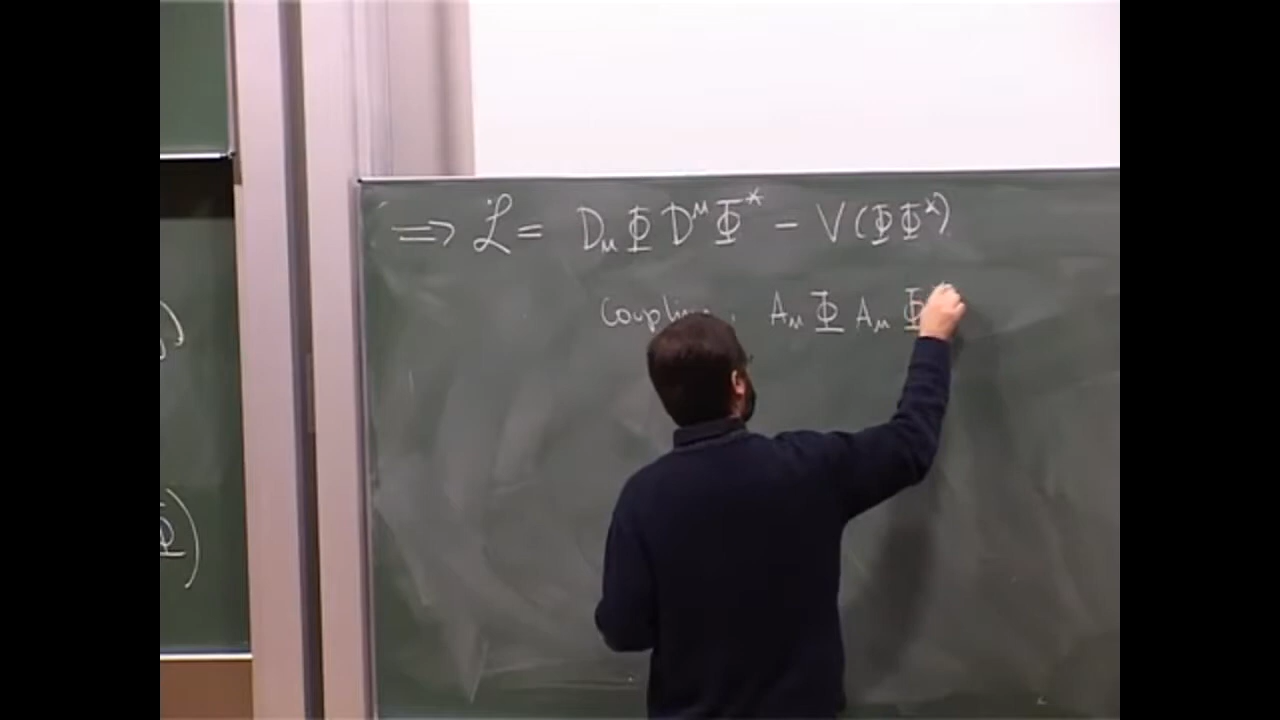 ⟹ ℒ = D_μ Φ D^μ Φ* − V(ΦΦ*)
A_μ Φ A_μ Φ
Φ)